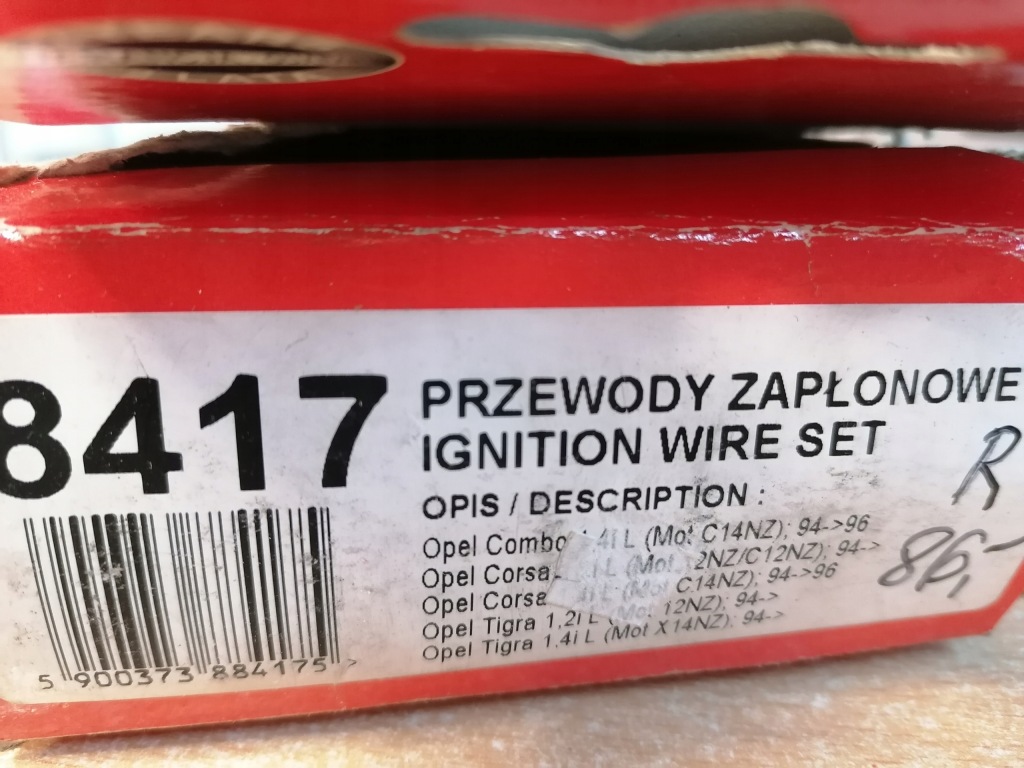 8417
PRZEWODY ZAPŁONOWE
IGNITION WIRE SET
OPIS / DESCRIPTION :
Opel Combo 4i L (Mot C14NZ); 94->96
Opel Corsa L (Mot. 2NZ/C12NZ); 94->
Opel Corsa C14NZ); 94->96
Opel Tigra 1,2i L 12NZ); 94->
Opel Tigra 1.4i L (Mot X14NZ); 94->
R
86,-
5 900373 884175 >